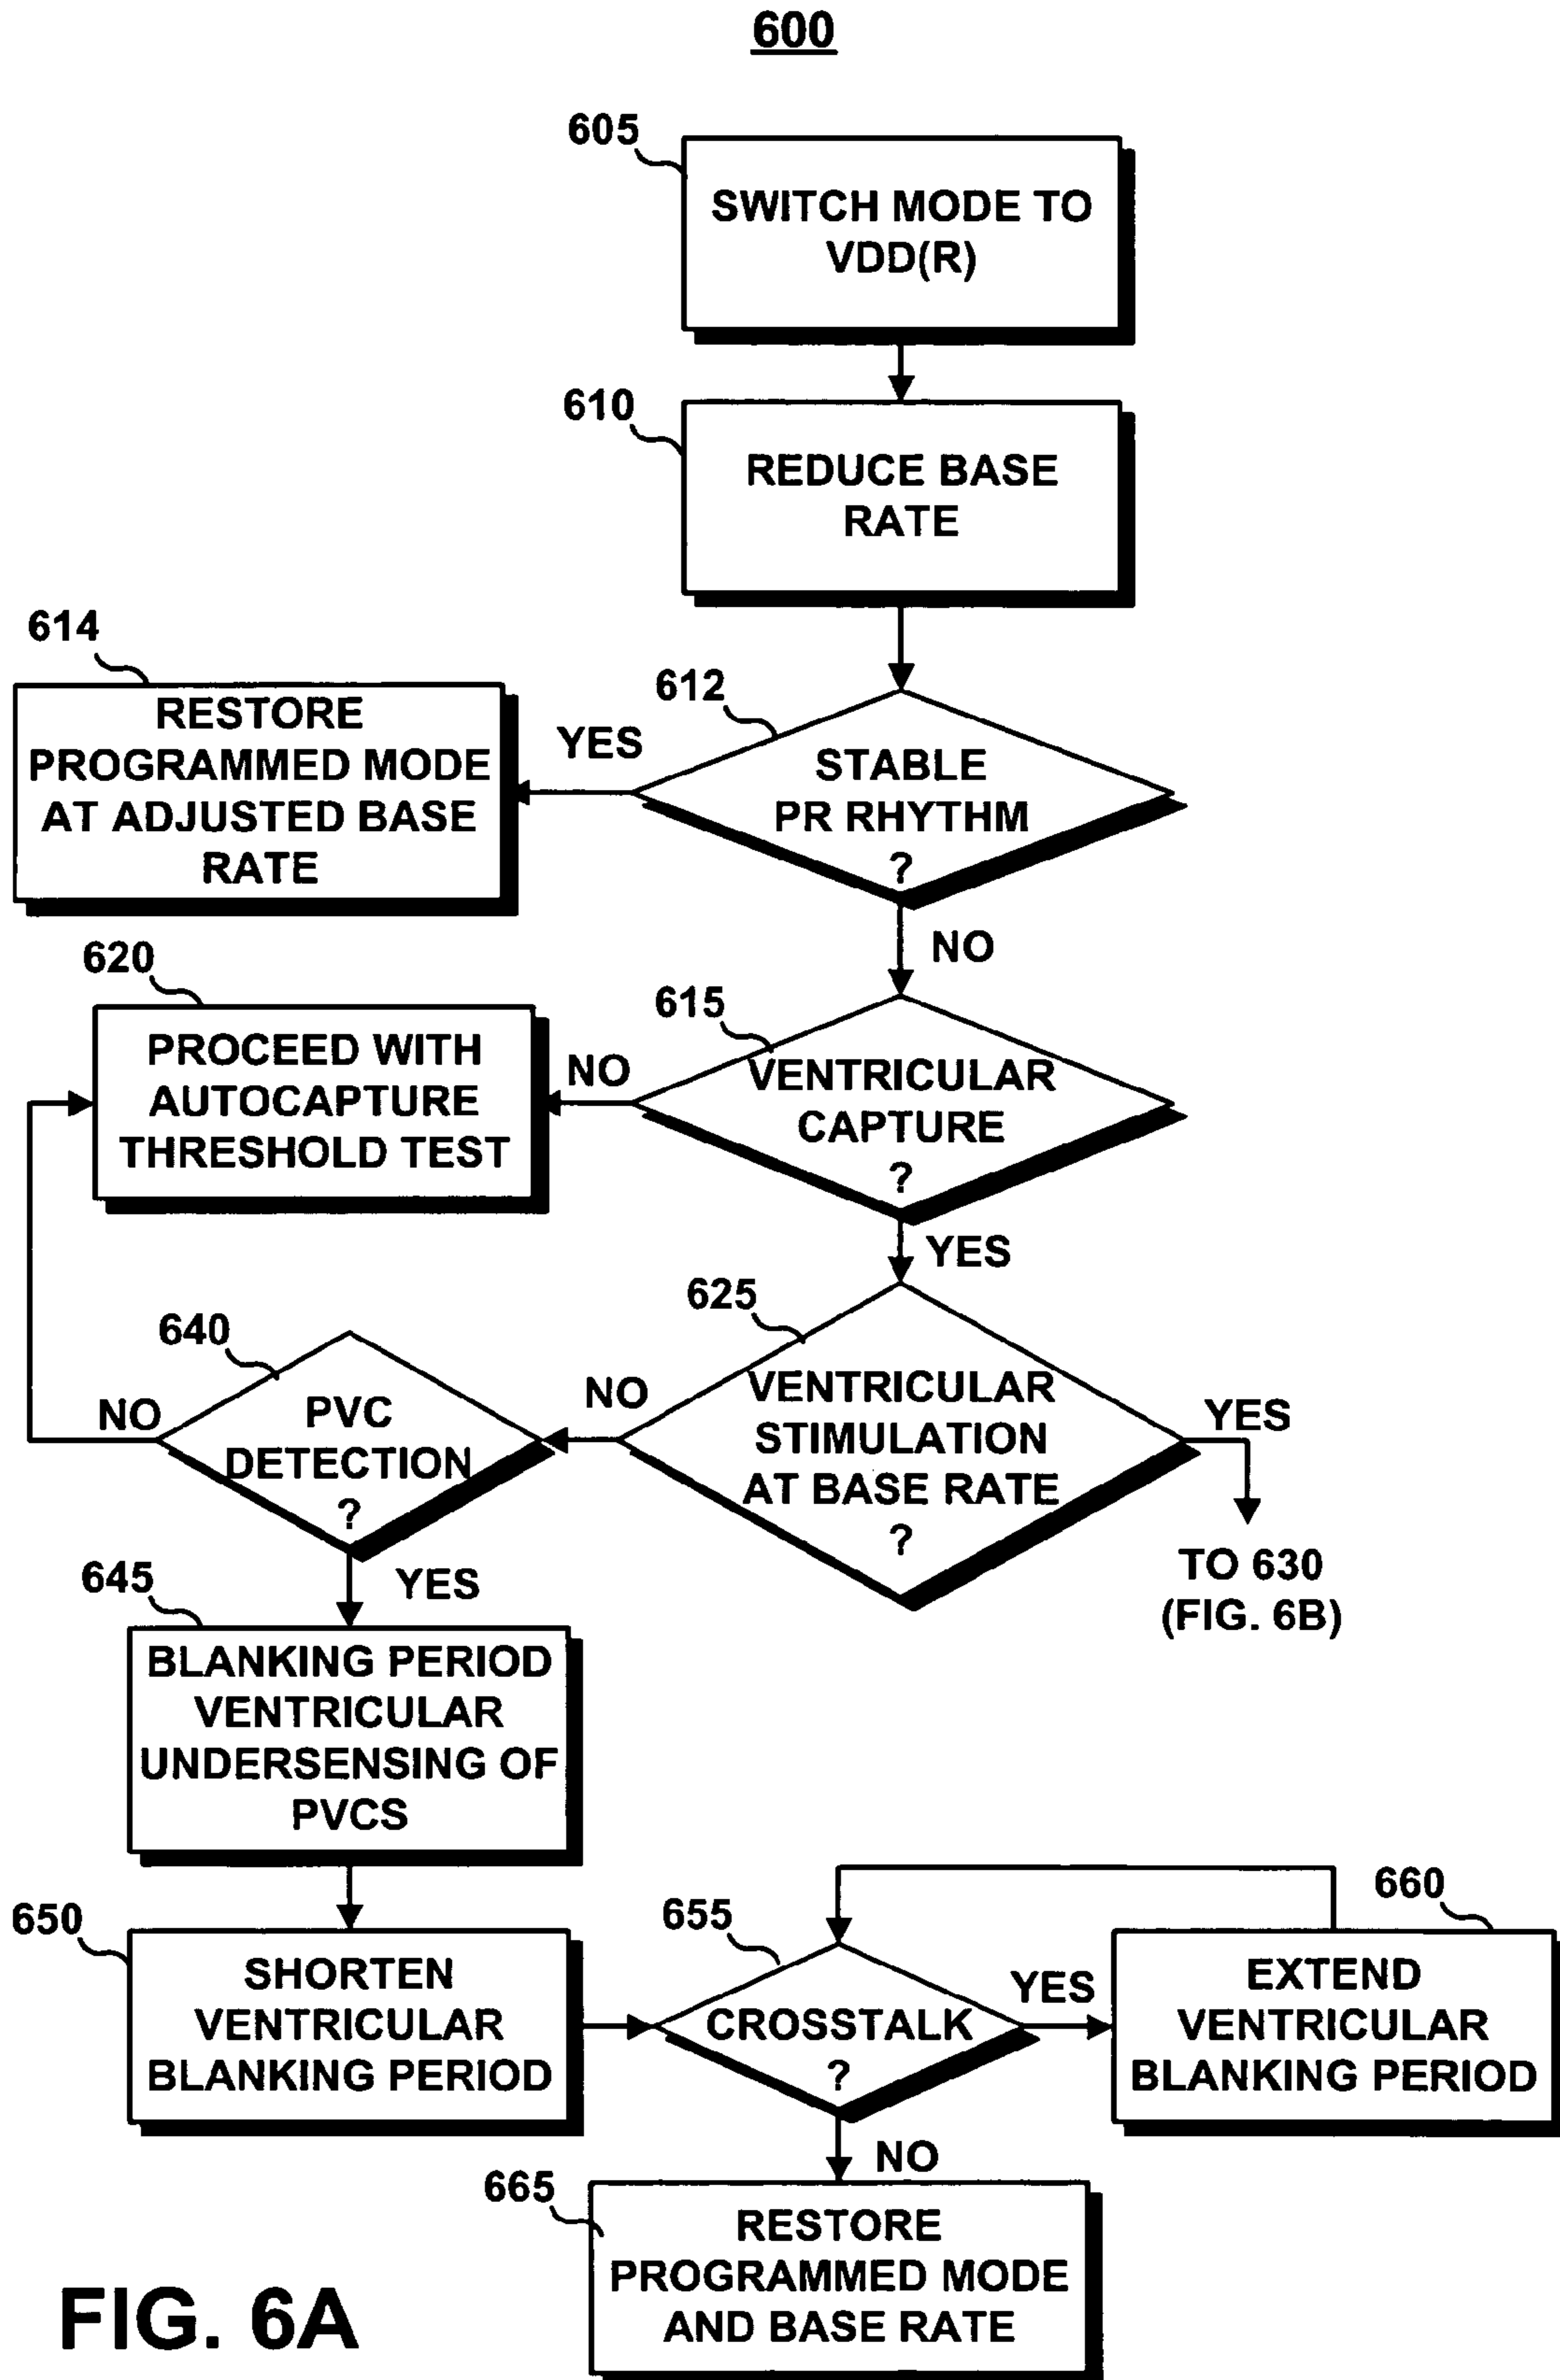 600
605
SWITCH MODE TO
VDD(R)
610
REDUCE BASE
RATE
614
RESTORE
PROGRAMMED MODE
AT ADJUSTED BASE
RATE
YES
612
STABLE
PR RHYTHM
?
NO
620
PROCEED WITH
AUTOCAPTURE
THRESHOLD TEST
NO
615
VENTRICULAR
CAPTURE
?
YES
625
VENTRICULAR
STIMULATION
AT BASE RATE
?
YES
TO 630
(FIG. 6B)
NO
640
PVC
DETECTION
?
NO
YES
645
BLANKING PERIOD
VENTRICULAR
UNDERSENSING OF
PVCS
650
SHORTEN
VENTRICULAR
BLANKING PERIOD
655
CROSSTALK
?
YES
660
EXTEND
VENTRICULAR
BLANKING PERIOD
NO
665
RESTORE
PROGRAMMED MODE
AND BASE RATE
FIG. 6A